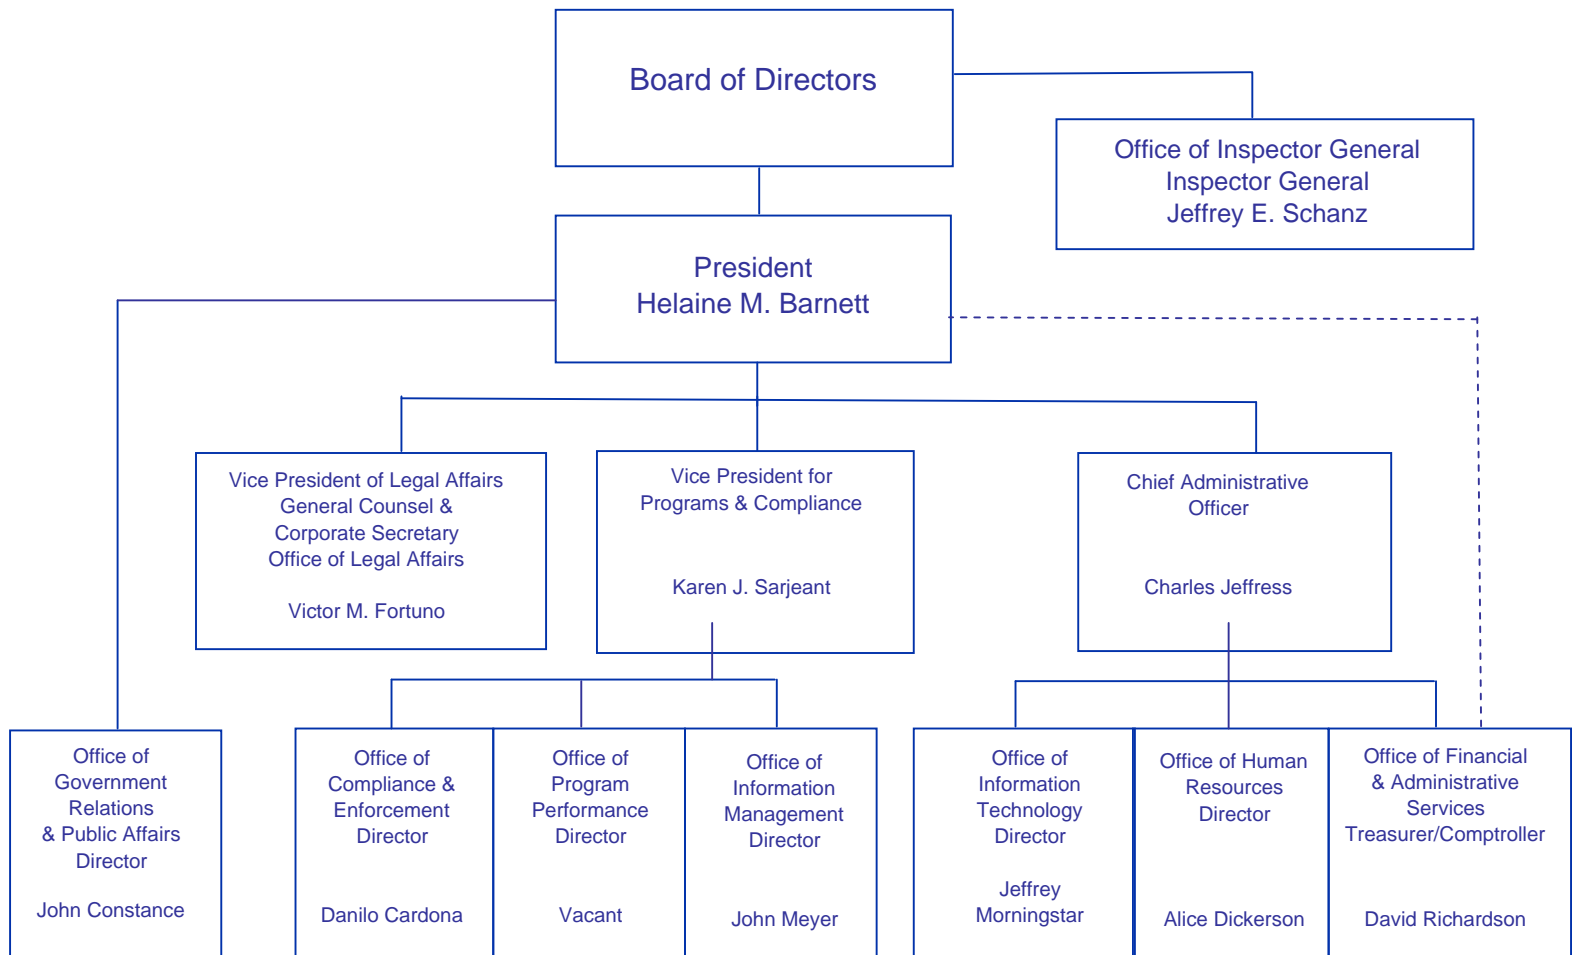 Board of Directors
Office of Inspector General
Inspector General
Jeffrey E. Schanz
President
Helaine M. Barnett
Vice President of Legal Affairs
General Counsel &
Corporate Secretary
Office of Legal Affairs
Victor M. Fortuno
Vice President for
Programs & Compliance
Karen J. Sarjeant
Chief Administrative
Officer
Charles Jeffress
Office of
Government
Relations
& Public Affairs
Director
John Constance
Office of
Compliance &
Enforcement
Director
Danilo Cardona
Office of
Program
Performance
Director
Vacant
Office of
Information
Management
Director
John Meyer
Office of
Information
Technology
Director
Jeffrey
Morningstar
Office of Human
Resources
Director
Alice Dickerson
Office of Financial
& Administrative
Services
Treasurer/Comptroller
David Richardson